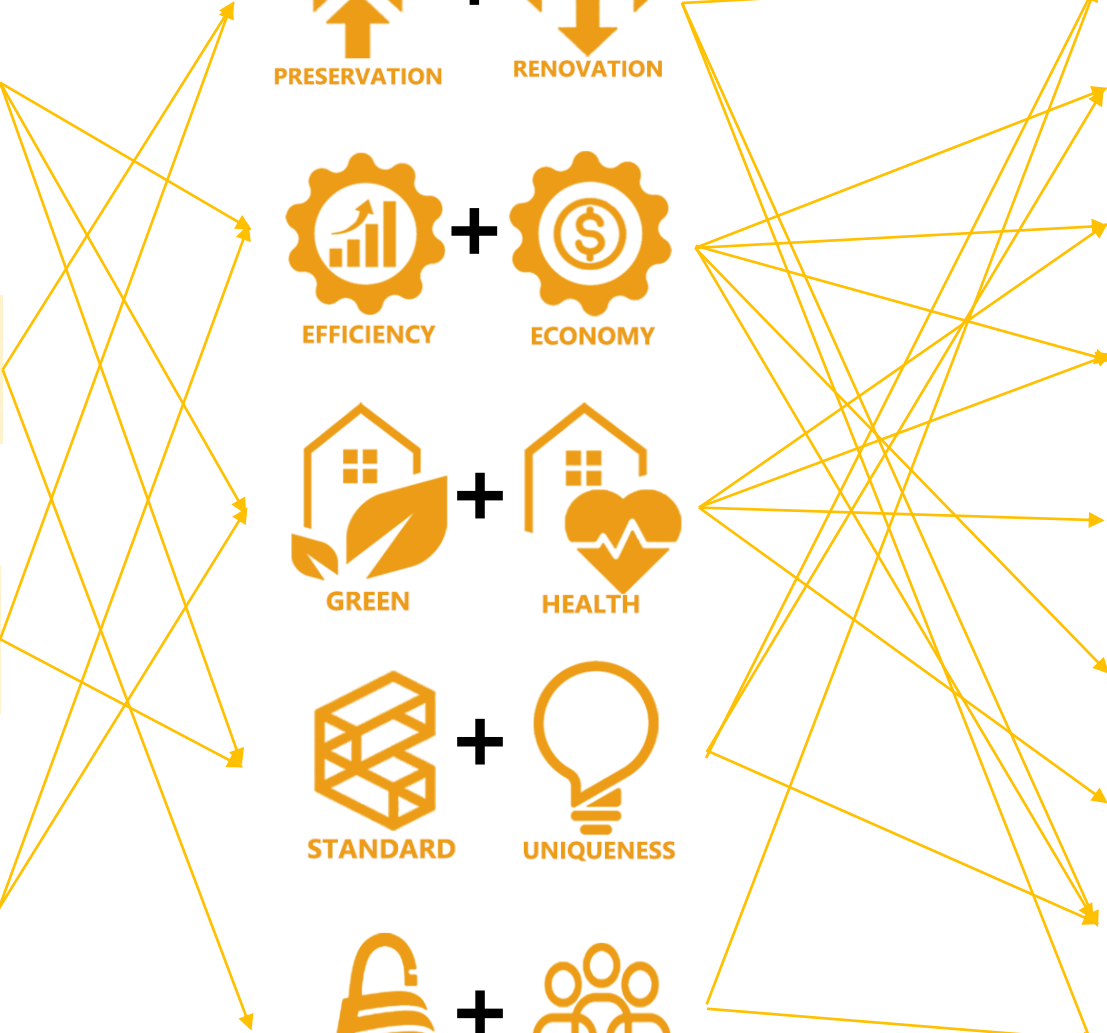 PRESERVATION + RENOVATION
$
EFFICIENCY + ECONOMY
GREEN + HEALTH
STANDARD + UNIQUENESS
+